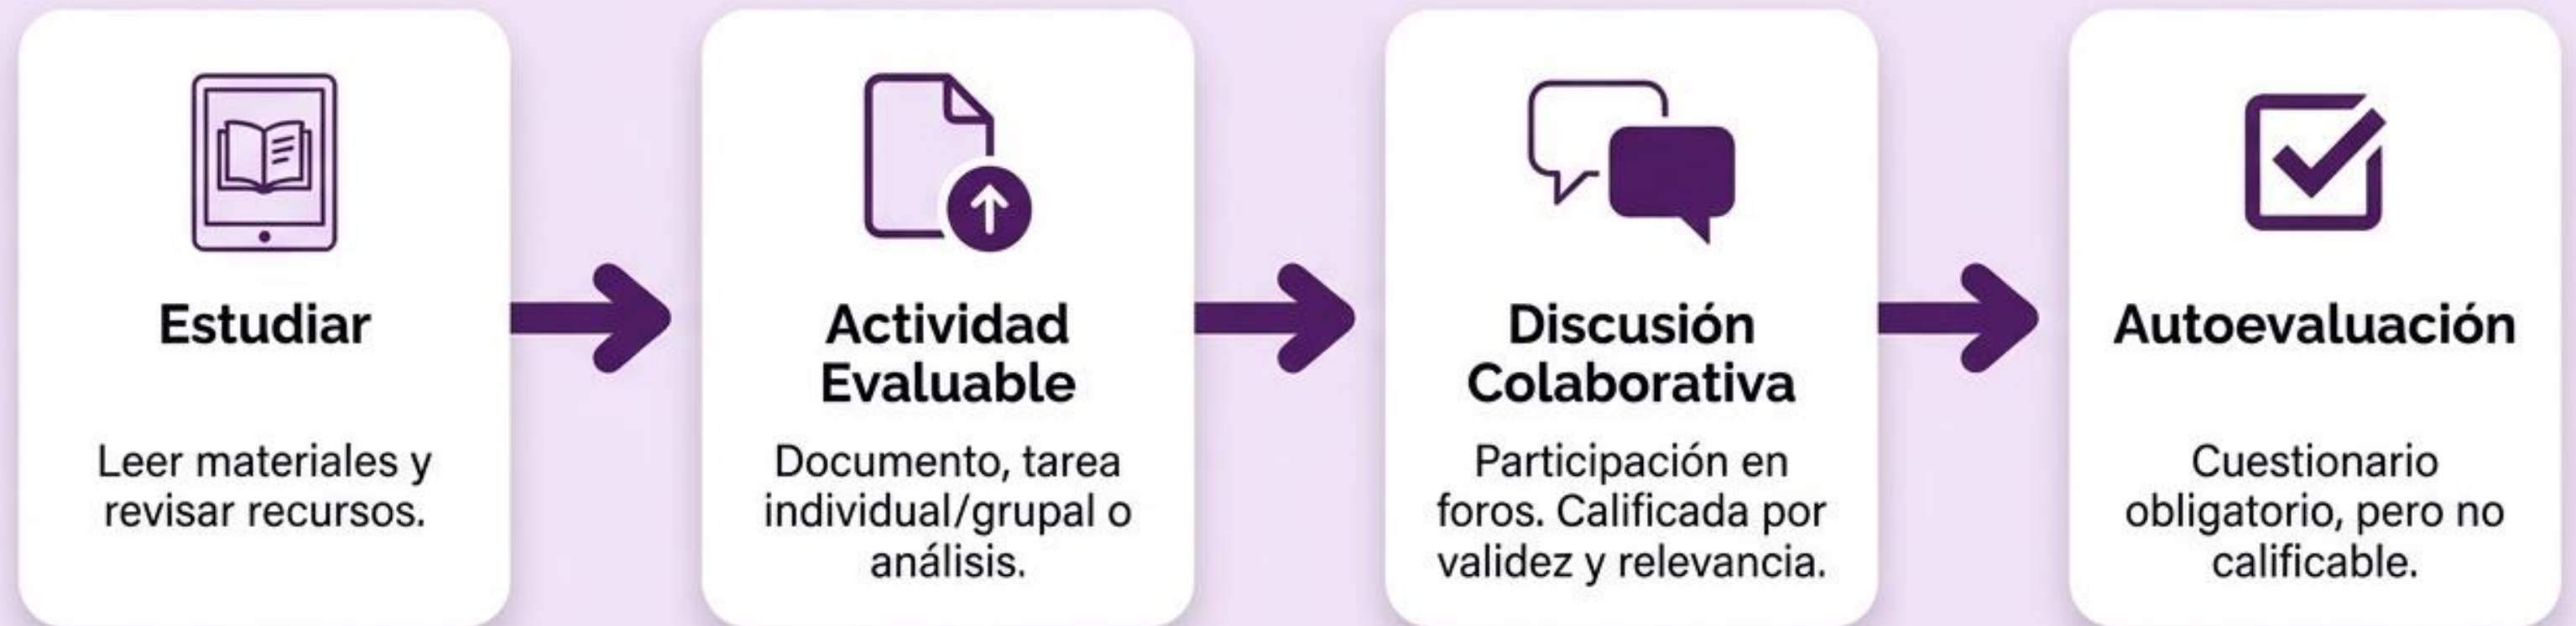 Estudiar
Leer materiales y
revisar recursos.
Actividad
Evaluable
Documento, tarea
individual/grupal o
análisis.
Discusión
Colaborativa
Participación en
foros. Calificada por
validez y relevancia.
Autoevaluación
Cuestionario
obligatorio, pero no
calificable.